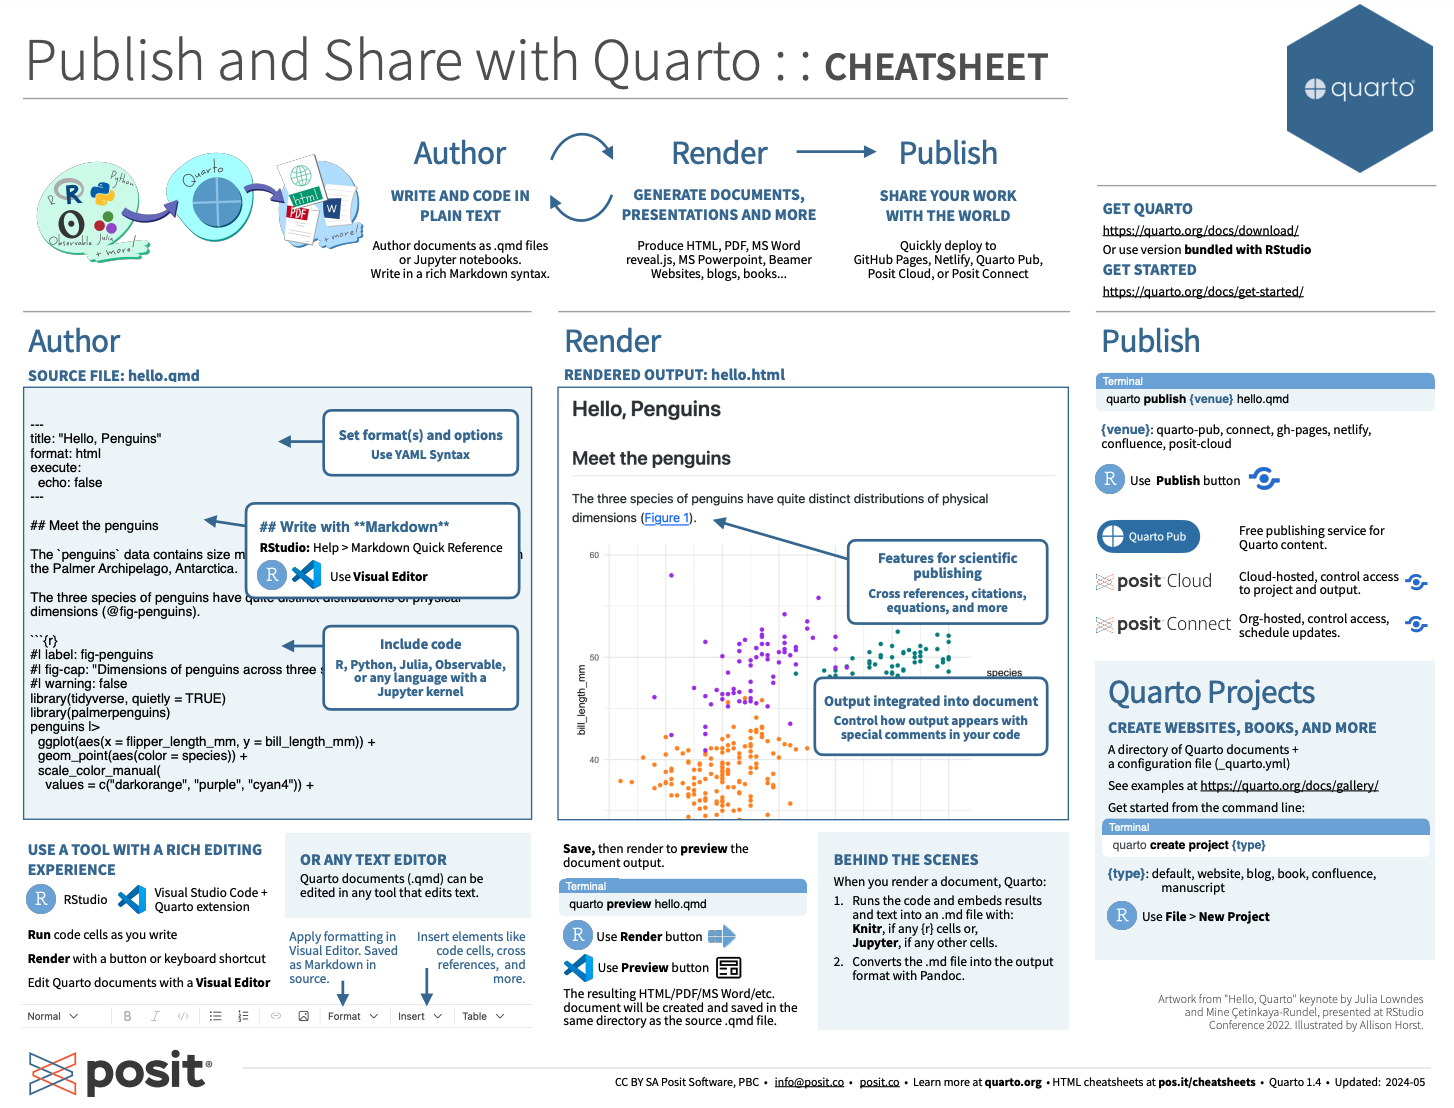 Publish and Share with Quarto : : CHEATSHEET
quarto®
R
Python
Observable
Julia
+ more!
Quarto
html
PDF
W
+ more!
Author
WRITE AND CODE IN
PLAIN TEXT
Author documents as .qmd files
or Jupyter notebooks.
Write in a rich Markdown syntax.
Render
GENERATE DOCUMENTS,
PRESENTATIONS AND MORE
Produce HTML, PDF, MS Word
reveal.js, MS Powerpoint, Beamer
Websites, blogs, books...
Publish
SHARE YOUR WORK
WITH THE WORLD
Quickly deploy to
GitHub Pages, Netlify, Quarto Pub,
Posit Cloud, or Posit Connect
GET QUARTO
https://quarto.org/docs/download/
Or use version bundled with RStudio
GET STARTED
https://quarto.org/docs/get-started/
Author
SOURCE FILE: hello.qmd
---
title: "Hello, Penguins"
format: html
execute:
  echo: false
---
## Meet the penguins
The `penguins` data contains size m
the Palmer Archipelago, Antarctica.
The three species of penguins have quite distinct distributions of physical
dimensions (@fig-penguins).
```{r}
#| label: fig-penguins
#| fig-cap: "Dimensions of penguins across three s
#| warning: false
library(tidyverse, quietly = TRUE)
library(palmerpenguins)
penguins |>
  ggplot(aes(x = flipper_length_mm, y = bill_length_mm)) +
  geom_point(aes(color = species)) +
  scale_color_manual(
    values = c("darkorange", "purple", "cyan4")) +
Set format(s) and options
Use YAML Syntax
## Write with **Markdown**
RStudio: Help > Markdown Quick Reference
R Use Visual Editor
Include code
R, Python, Julia, Observable,
or any language with a
Jupyter kernel
USE A TOOL WITH A RICH EDITING
EXPERIENCE
R RStudio
Visual Studio Code +
Quarto extension
Run code cells as you write
Render with a button or keyboard shortcut
Edit Quarto documents with a Visual Editor
OR ANY TEXT EDITOR
Quarto documents (.qmd) can be
edited in any tool that edits text.
Apply formatting in
Visual Editor. Saved
as Markdown in
source.
Insert elements like
code cells, cross
references, and
more.
Normal B I </> Format Insert Table
Render
RENDERED OUTPUT: hello.html
Hello, Penguins
Meet the penguins
The three species of penguins have quite distinct distributions of physical
dimensions (Figure 1).
60
50
40
bill_length_mm
species
Features for scientific
publishing
Cross references, citations,
equations, and more
Output integrated into document
Control how output appears with
special comments in your code
Save, then render to preview the
document output.
Terminal
quarto preview hello.qmd
R Use Render button
Use Preview button
The resulting HTML/PDF/MS Word/etc.
document will be created and saved in the
same directory as the source .qmd file.
BEHIND THE SCENES
When you render a document, Quarto:
1. Runs the code and embeds results
and text into an .md file with:
Knitr, if any {r} cells or,
Jupyter, if any other cells.
2. Converts the .md file into the output
format with Pandoc.
Publish
Terminal
quarto publish {venue} hello.qmd
{venue}: quarto-pub, connect, gh-pages, netlify,
confluence, posit-cloud
R Use Publish button
Quarto Pub
Free publishing service for
Quarto content.
posit Cloud
Cloud-hosted, control access
to project and output.
posit Connect
Org-hosted, control access,
schedule updates.
Quarto Projects
CREATE WEBSITES, BOOKS, AND MORE
A directory of Quarto documents +
a configuration file (_quarto.yml)
See examples at https://quarto.org/docs/gallery/
Get started from the command line:
Terminal
quarto create project {type}
{type}: default, website, blog, book, confluence,
manuscript
R Use File > New Project
Artwork from "Hello, Quarto" keynote by Julia Lowndes
and Mine Çetinkaya-Rundel, presented at RStudio
Conference 2022. Illustrated by Allison Horst.
posit®
CC BY SA Posit Software, PBC • info@posit.co • posit.co • Learn more at quarto.org • HTML cheatsheets at pos.it/cheatsheets • Quarto 1.4 • Updated: 2024-05